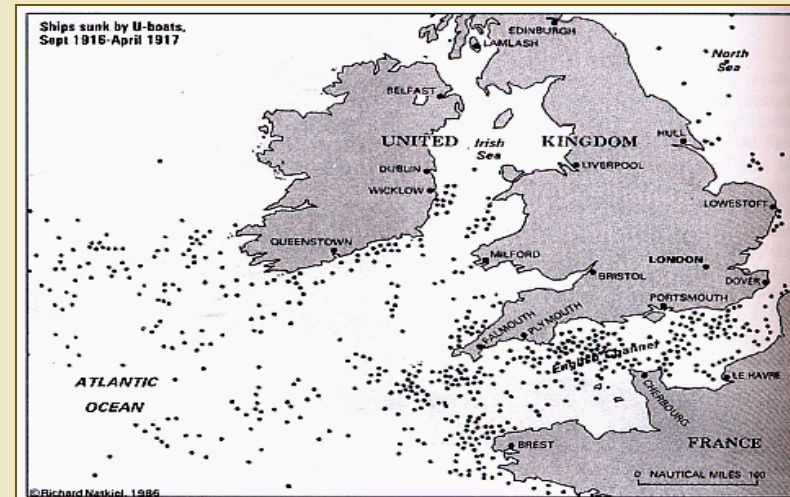 Ships sunk by U-boats,
Sept 1916-April 1917
EDINBURGH
LAMLASH
North
Sea
BELFAST
UNITED
Irish
Sea
KINGDOM
HULL
DUBLIN
LIVERPOOL
WICKLOW
LOWESTOFT
QUEENSTOWN
MILFORD
LONDON
BRISTOL
DOVER
PORTSMOUTH
FALMOUTH
PLYMOUTH
English Channel
ATLANTIC
OCEAN
LE HAVRE
CHERBOURG
BREST
FRANCE
0 NAUTICAL MILES 100
©Richard Natkiel, 1986